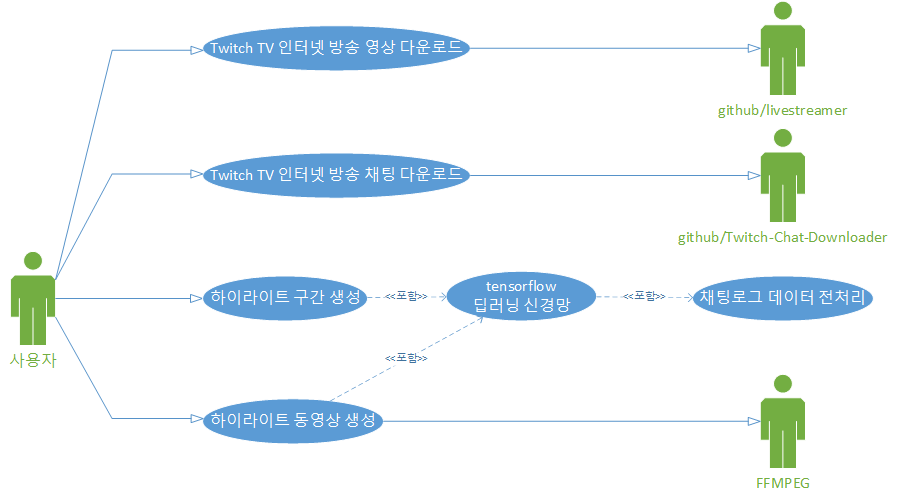 Twitch TV 인터넷 방송 영상 다운로드
github/livestreamer
Twitch TV 인터넷 방송 채팅 다운로드
github/Twitch-Chat-Downloader
사용자
하이라이트 구간 생성
<<포함>>
tensorflow
딥러닝 신경망
<<포함>>
채팅로그 데이터 전처리
<<포함>>
하이라이트 동영상 생성
FFMPEG